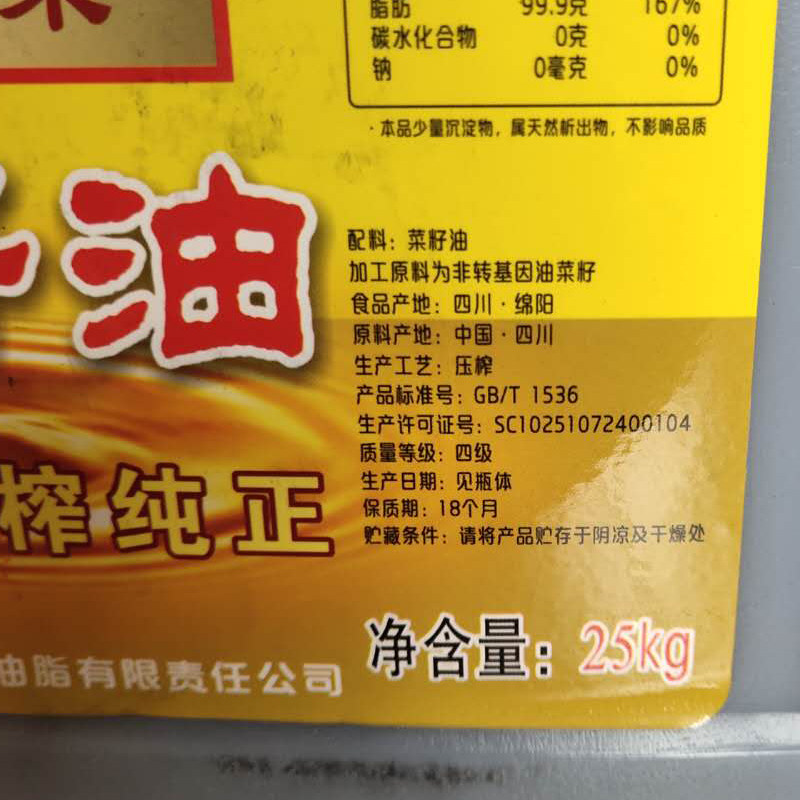 脂肪 99.9克 167%
碳水化合物 0克 0%
钠 0毫克 0%
·本品少量沉淀物，属天然析出物，不影响品质
油
配料：菜籽油
加工原料为非转基因油菜籽
食品产地：四川·绵阳
原料产地：中国·四川
生产工艺：压榨
产品标准号：GB/T 1536
生产许可证号：SC10251072400104
质量等级：四级
生产日期：见瓶体
保质期：18个月
贮藏条件：请将产品贮存于阴凉及干燥处
榨纯正
净含量：25kg
油脂有限责任公司